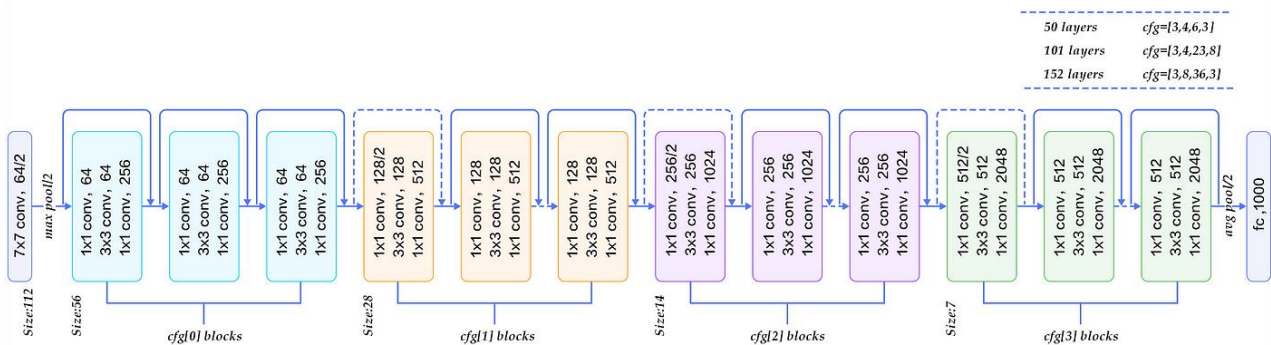 50 layers cfg=[3,4,6,3]
101 layers cfg=[3,4,23,8]
152 layers cfg=[3,8,36,3]
7x7 conv, 64/2
max pool/2
1x1 conv, 64
3x3 conv, 64
1x1 conv, 256
1x1 conv, 64
3x3 conv, 64
1x1 conv, 256
1x1 conv, 64
3x3 conv, 64
1x1 conv, 256
1x1 conv, 128/2
3x3 conv, 128
1x1 conv, 512
1x1 conv, 128
3x3 conv, 128
1x1 conv, 512
1x1 conv, 128
3x3 conv, 128
1x1 conv, 512
1x1 conv, 256/2
3x3 conv, 256
1x1 conv, 1024
1x1 conv, 256
3x3 conv, 256
1x1 conv, 1024
1x1 conv, 256
3x3 conv, 256
1x1 conv, 1024
1x1 conv, 512/2
3x3 conv, 512
1x1 conv, 2048
1x1 conv, 512
3x3 conv, 512
1x1 conv, 2048
1x1 conv, 512
3x3 conv, 512
1x1 conv, 2048
avg pool/2
fc ,1000
Size:112
Size:56
Size:28
Size:14
Size:7
cfg[0] blocks
cfg[1] blocks
cfg[2] blocks
cfg[3] blocks